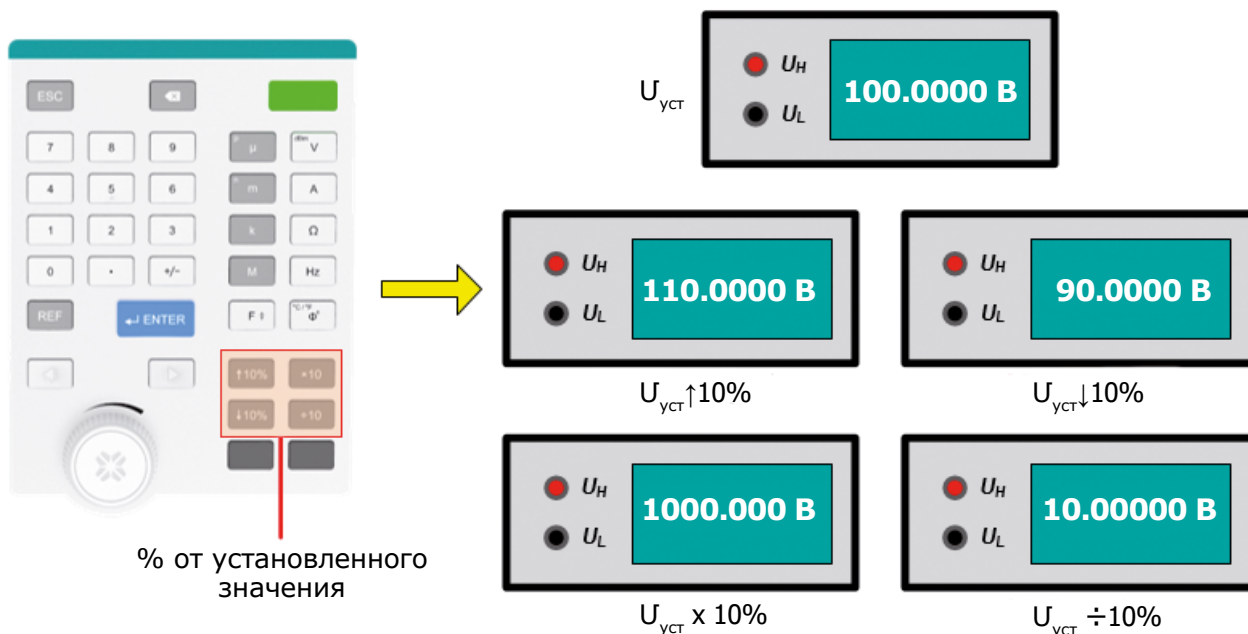 ESC
7 8 9 μ dBm V
4 5 6 m A
1 2 3 k Ω
0 · +/− M Hz
REF ↵ ENTER F °C/°F
↑10% ×10
↓10% ÷10
% от установленного
значения
Uуст
UH
UL
100.0000 В
UH
UL
110.0000 В
Uуст↑10%
UH
UL
90.0000 В
Uуст↓10%
UH
UL
1000.000 В
Uуст x 10%
UH
UL
10.00000 В
Uуст ÷10%